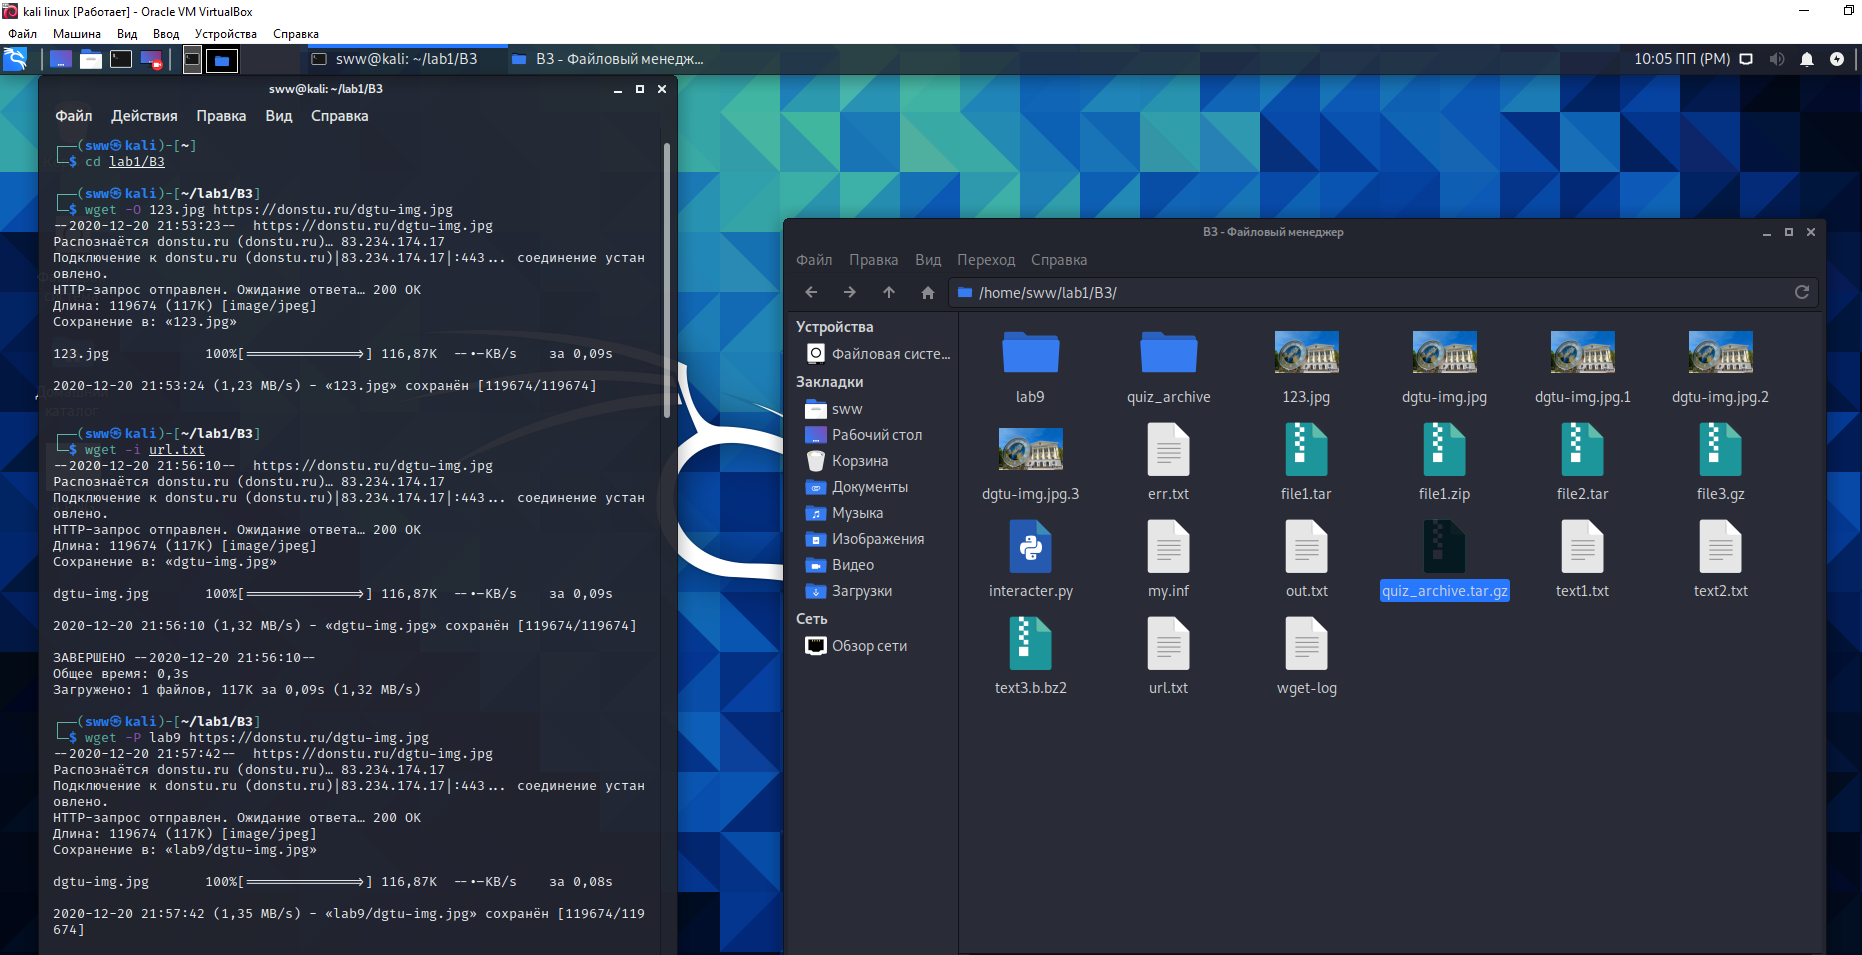 kali linux [Работает] - Oracle VM VirtualBox
Файл Машина Вид Ввод Устройства Справка
sww@kali: ~/lab1/B3
B3 - Файловый менедж...
10:05 ПП (PM)
sww@kali: ~/lab1/B3
Файл Действия Правка Вид Справка
┌──(sww㉿kali)-[~]
└─$ cd lab1/B3
┌──(sww㉿kali)-[~/lab1/B3]
└─$ wget -O 123.jpg https://donstu.ru/dgtu-img.jpg
--2020-12-20 21:53:23--  https://donstu.ru/dgtu-img.jpg
Распознаётся donstu.ru (donstu.ru)… 83.234.174.17
Подключение к donstu.ru (donstu.ru)|83.234.174.17|:443... соединение устан
овлено.
HTTP-запрос отправлен. Ожидание ответа… 200 OK
Длина: 119674 (117K) [image/jpeg]
Сохранение в: «123.jpg»
123.jpg 100%[===============>] 116,87K --.-KB/s за 0,09s
2020-12-20 21:53:24 (1,23 MB/s) - «123.jpg» сохранён [119674/119674]
┌──(sww㉿kali)-[~/lab1/B3]
└─$ wget -i url.txt
--2020-12-20 21:56:10--  https://donstu.ru/dgtu-img.jpg
Распознаётся donstu.ru (donstu.ru)… 83.234.174.17
Подключение к donstu.ru (donstu.ru)|83.234.174.17|:443... соединение устан
овлено.
HTTP-запрос отправлен. Ожидание ответа… 200 OK
Длина: 119674 (117K) [image/jpeg]
Сохранение в: «dgtu-img.jpg»
dgtu-img.jpg 100%[===============>] 116,87K --.-KB/s за 0,09s
2020-12-20 21:56:10 (1,32 MB/s) - «dgtu-img.jpg» сохранён [119674/119674]
ЗАВЕРШЕНО --2020-12-20 21:56:10--
Общее время: 0,3s
Загружено: 1 файлов, 117K за 0,09s (1,32 MB/s)
┌──(sww㉿kali)-[~/lab1/B3]
└─$ wget -P lab9 https://donstu.ru/dgtu-img.jpg
--2020-12-20 21:57:42--  https://donstu.ru/dgtu-img.jpg
Распознаётся donstu.ru (donstu.ru)… 83.234.174.17
Подключение к donstu.ru (donstu.ru)|83.234.174.17|:443... соединение устан
овлено.
HTTP-запрос отправлен. Ожидание ответа… 200 OK
Длина: 119674 (117K) [image/jpeg]
Сохранение в: «lab9/dgtu-img.jpg»
dgtu-img.jpg 100%[===============>] 116,87K --.-KB/s за 0,08s
2020-12-20 21:57:42 (1,35 MB/s) - «lab9/dgtu-img.jpg» сохранён [119674/119
674]
B3 - Файловый менеджер
Файл Правка Вид Переход Справка
/home/sww/lab1/B3/
Устройства
Файловая систе...
Закладки
sww
Рабочий стол
Корзина
Документы
Музыка
Изображения
Видео
Загрузки
Сеть
Обзор сети
lab9 quiz_archive 123.jpg dgtu-img.jpg dgtu-img.jpg.1 dgtu-img.jpg.2
dgtu-img.jpg.3 err.txt file1.tar file1.zip file2.tar file3.gz
interacter.py my.inf out.txt quiz_archive.tar.gz text1.txt text2.txt
text3.b.bz2 url.txt wget-log